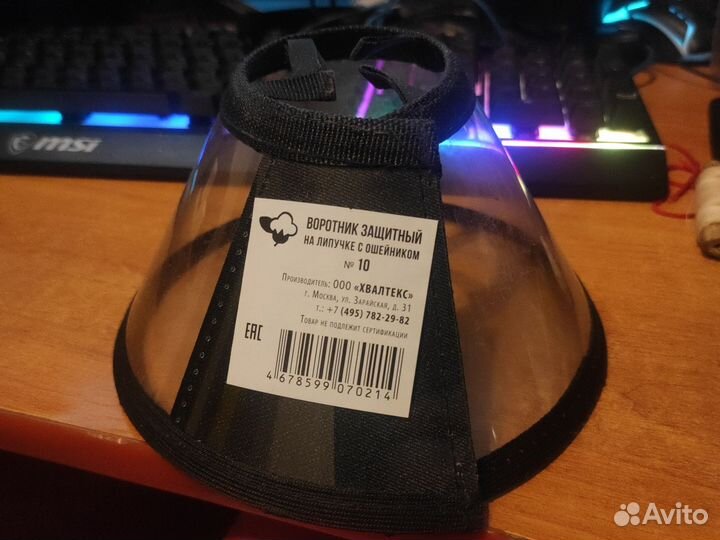 msi
ВОРОТНИК ЗАЩИТНЫЙ
НА ЛИПУЧКЕ С ОШЕЙНИКОМ
№ 10
ПРОИЗВОДИТЕЛЬ: ООО «ХВАЛТЕКС»
Г. МОСКВА, УЛ. ЗАРАЙСКАЯ, Д. 31
Т.: +7 (495) 782-29-82
ТОВАР НЕ ПОДЛЕЖИТ СЕРТИФИКАЦИИ
EAC
4 678599 070214
Avito